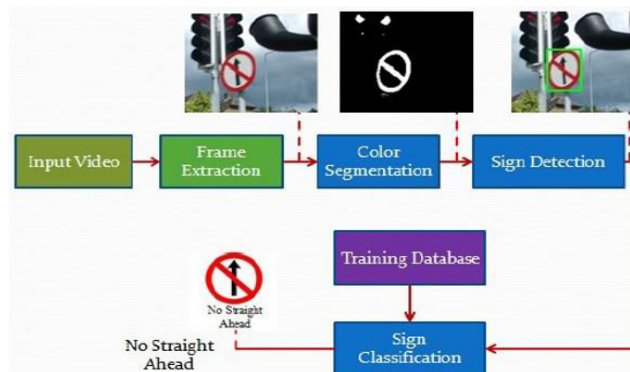 Input Video
Frame
Extraction
Color
Segmentation
Sign Detection
Training Database
No Straight
Ahead
No Straight
Ahead
Sign
Classification